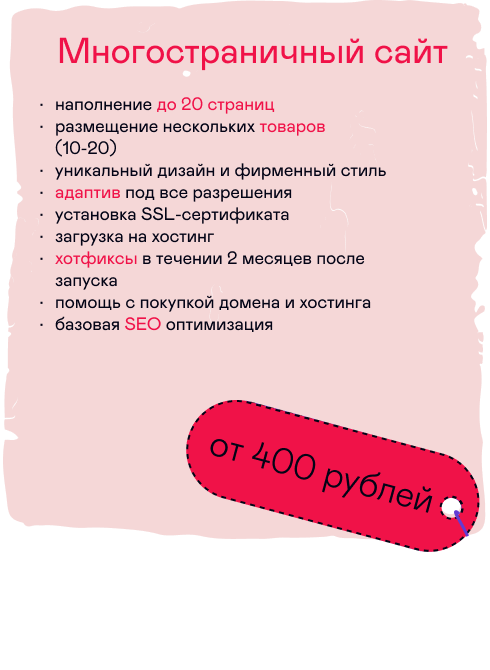 Многостраничный сайт
· наполнение до 20 страниц
· размещение нескольких товаров
(10-20)
· уникальный дизайн и фирменный стиль
· адаптив под все разрешения
· установка SSL-сертификата
· загрузка на хостинг
· хотфиксы в течении 2 месяцев после
запуска
· помощь с покупкой домена и хостинга
· базовая SEO оптимизация
от 400 рублей